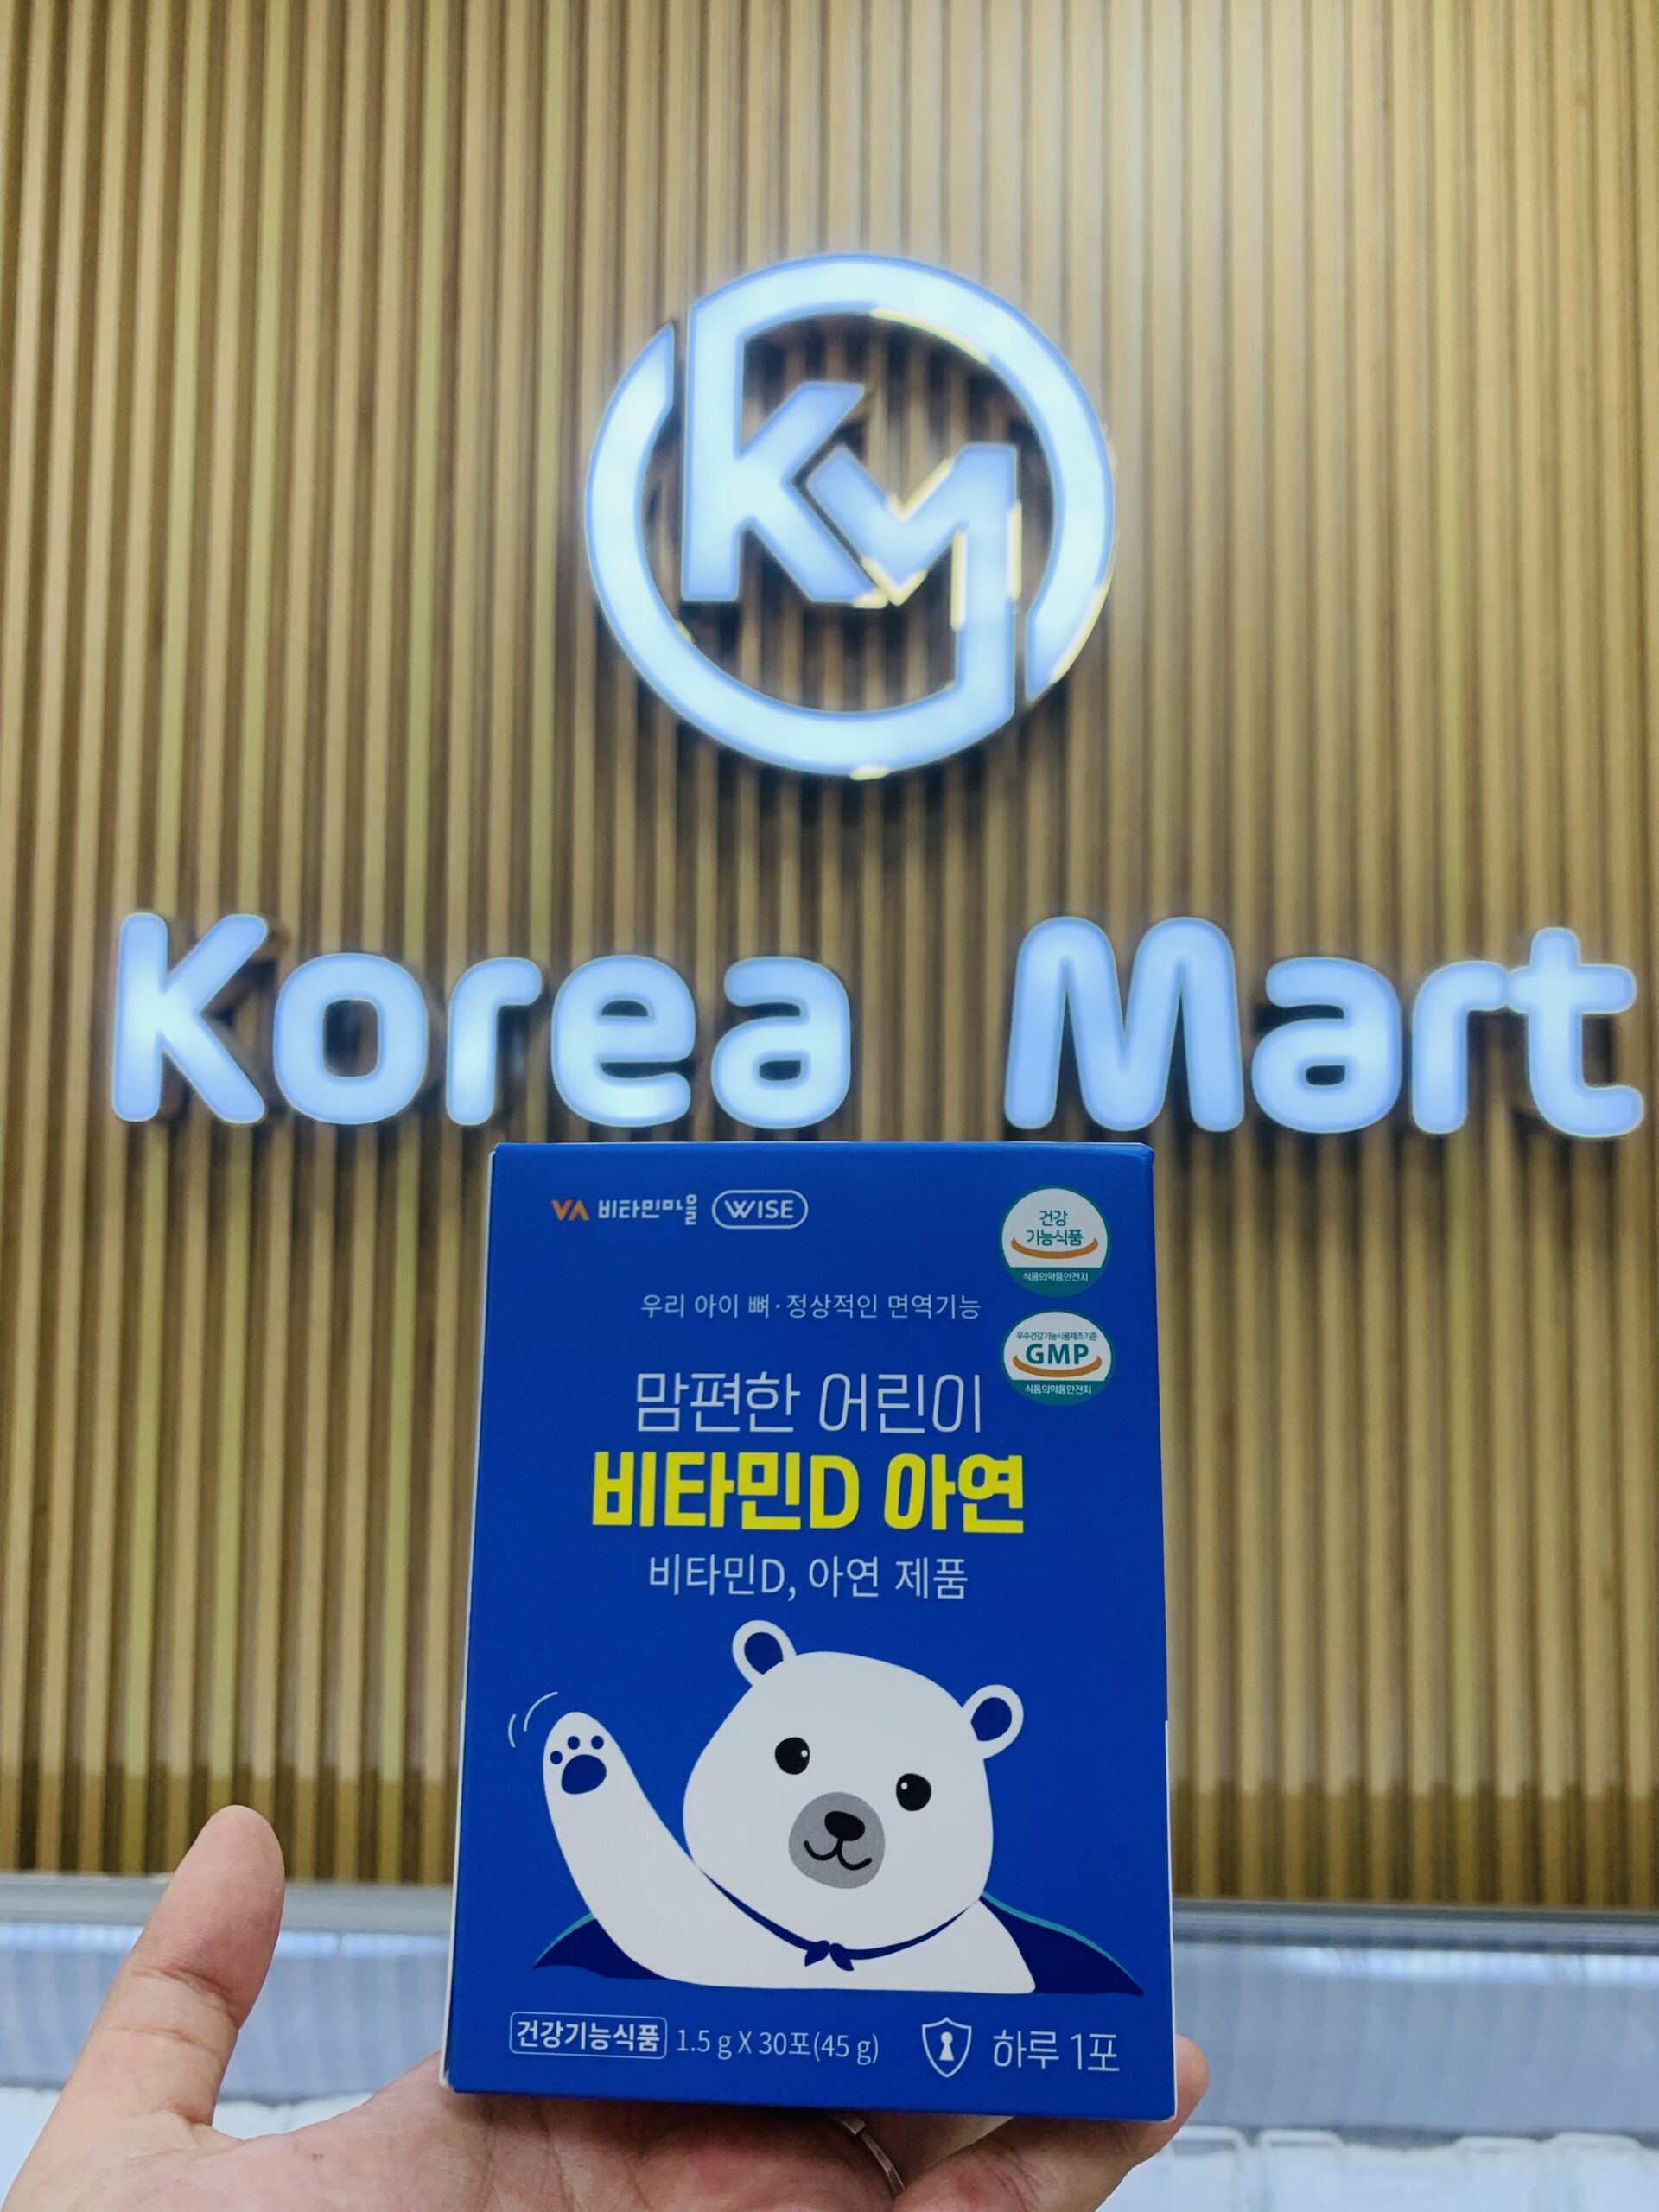 KM
Korea Mart
VA 비타민마을 WISE
건강
기능식품
식품의약품안전처
우리 아이 뼈·정상적인 면역기능
우수건강기능식품제조기준
GMP
식품의약품안전처
맘편한 어린이
비타민D 아연
비타민D, 아연 제품
건강기능식품 1.5 g X 30포(45 g) 하루 1포